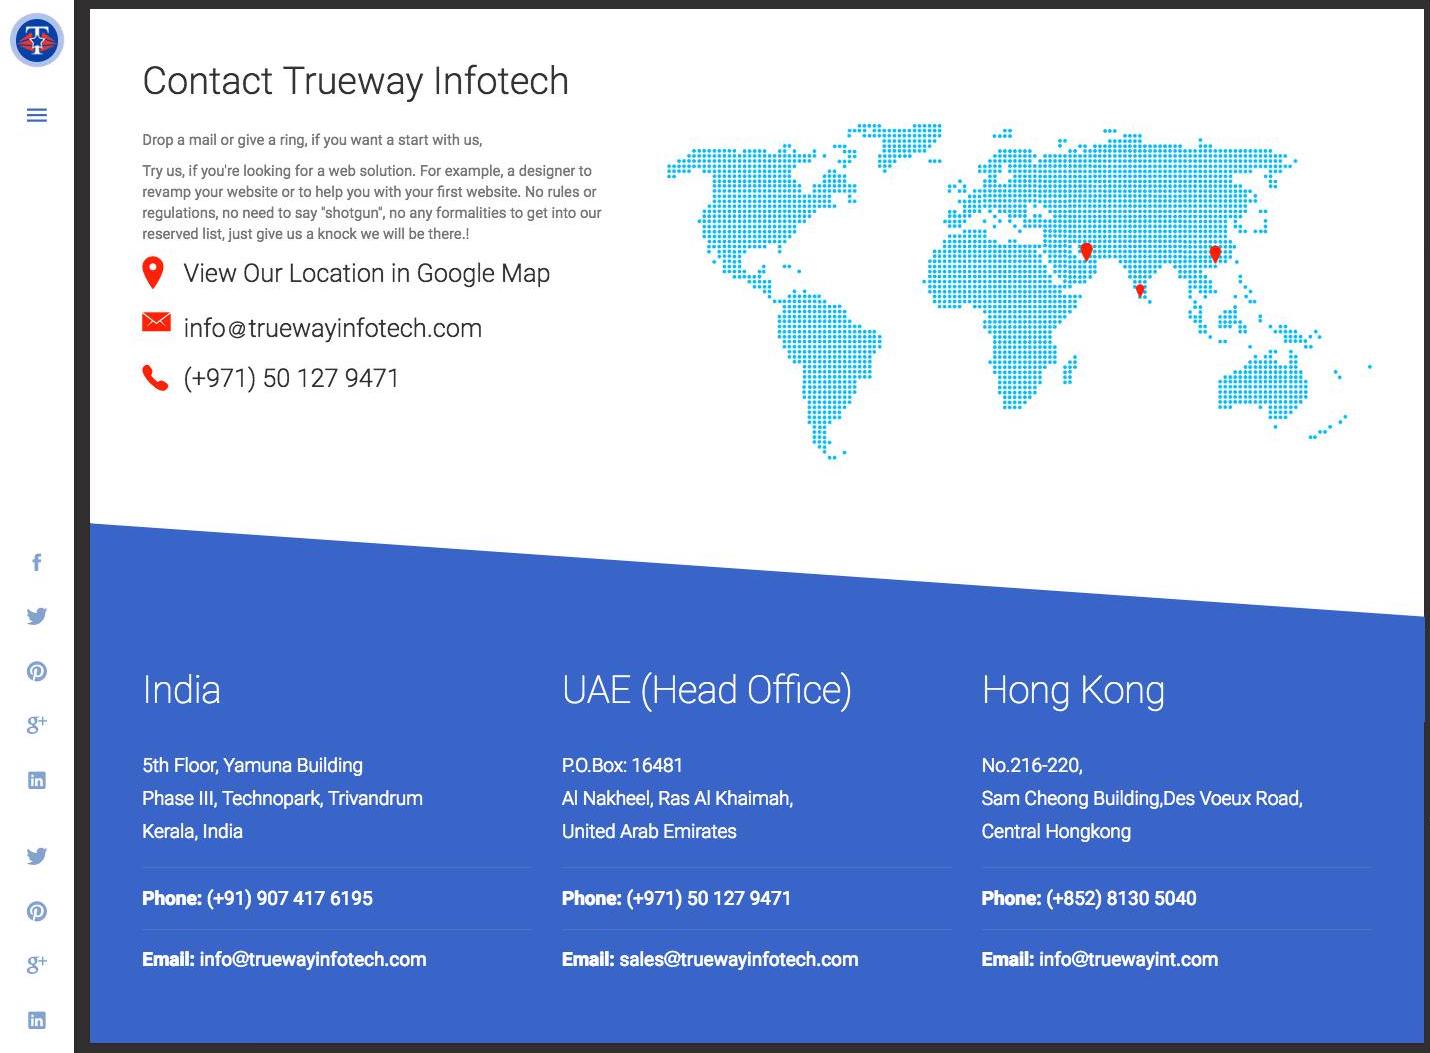 Contact Trueway Infotech
Drop a mail or give a ring, if you want a start with us,
Try us, if you're looking for a web solution. For example, a designer to
revamp your website or to help you with your first website. No rules or
regulations, no need to say "shotgun", no any formalities to get into our
reserved list, just give us a knock we will be there.!
View Our Location in Google Map
info@truewayinfotech.com
(+971) 50 127 9471
India
5th Floor, Yamuna Building
Phase III, Technopark, Trivandrum
Kerala, India
Phone: (+91) 907 417 6195
Email: info@truewayinfotech.com
UAE (Head Office)
P.O.Box: 16481
Al Nakheel, Ras Al Khaimah,
United Arab Emirates
Phone: (+971) 50 127 9471
Email: sales@truewayinfotech.com
Hong Kong
No.216-220,
Sam Cheong Building,Des Voeux Road,
Central Hongkong
Phone: (+852) 8130 5040
Email: info@truewayint.com